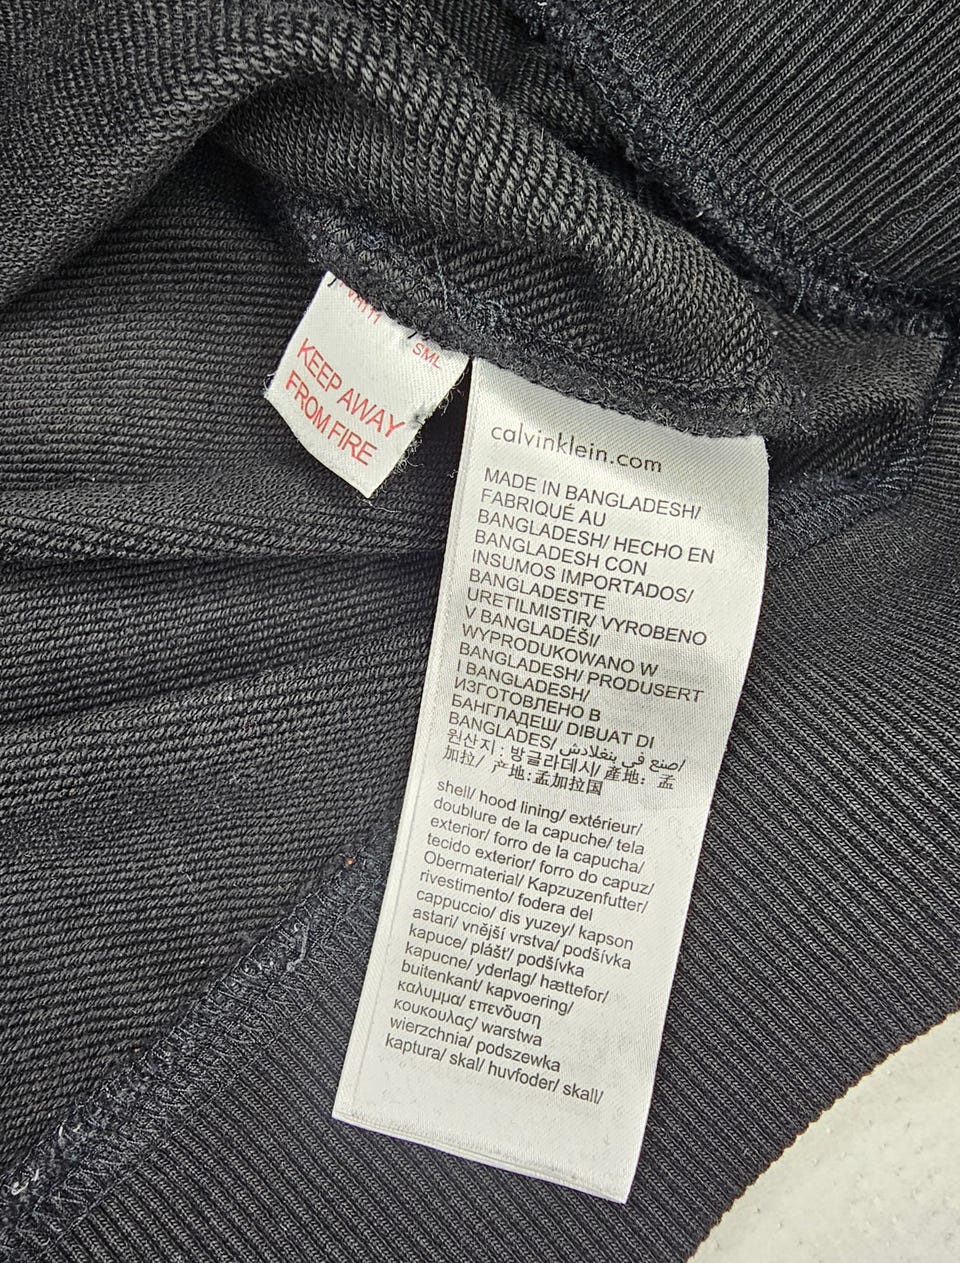 SML
KEEP AWAY
FROM FIRE
calvinklein.com
MADE IN BANGLADESH/
FABRIQUÉ AU
BANGLADESH/ HECHO EN
BANGLADESH CON
INSUMOS IMPORTADOS/
BANGLADES'TE
URETILMISTIR/ VYROBENO
V BANGLADÉŠI/
WYPRODUKOWANO W
BANGLADESH/ PRODUSERT
I BANGLADESH/
ИЗГОТОВЛЕНО В
БАНГЛАДЕШ/ DIBUAT DI
BANGLADES/ صنع في بنغلادش/
원산지: 방글라데시/ 產地: 孟
加拉/ 产地:孟加拉国
shell/ hood lining/ extérieur/
doublure de la capuche/ tela
exterior/ forro de la capucha/
tecido exterior/ forro do capuz/
Obermaterial/ Kapzuzenfutter/
rivestimento/ fodera del
cappuccio/ dis yuzey/ kapson
astari/ vnější vrstva/ podšívka
kapuce/ plášť/ podšívka
kapucne/ yderlag/ hættefor/
buitenkant/ kapvoering/
καλυμμα/ επενδυση
κουκουλας/ warstwa
wierzchnia/ podszewka
kaptura/ skal/ huvfoder/ skall/